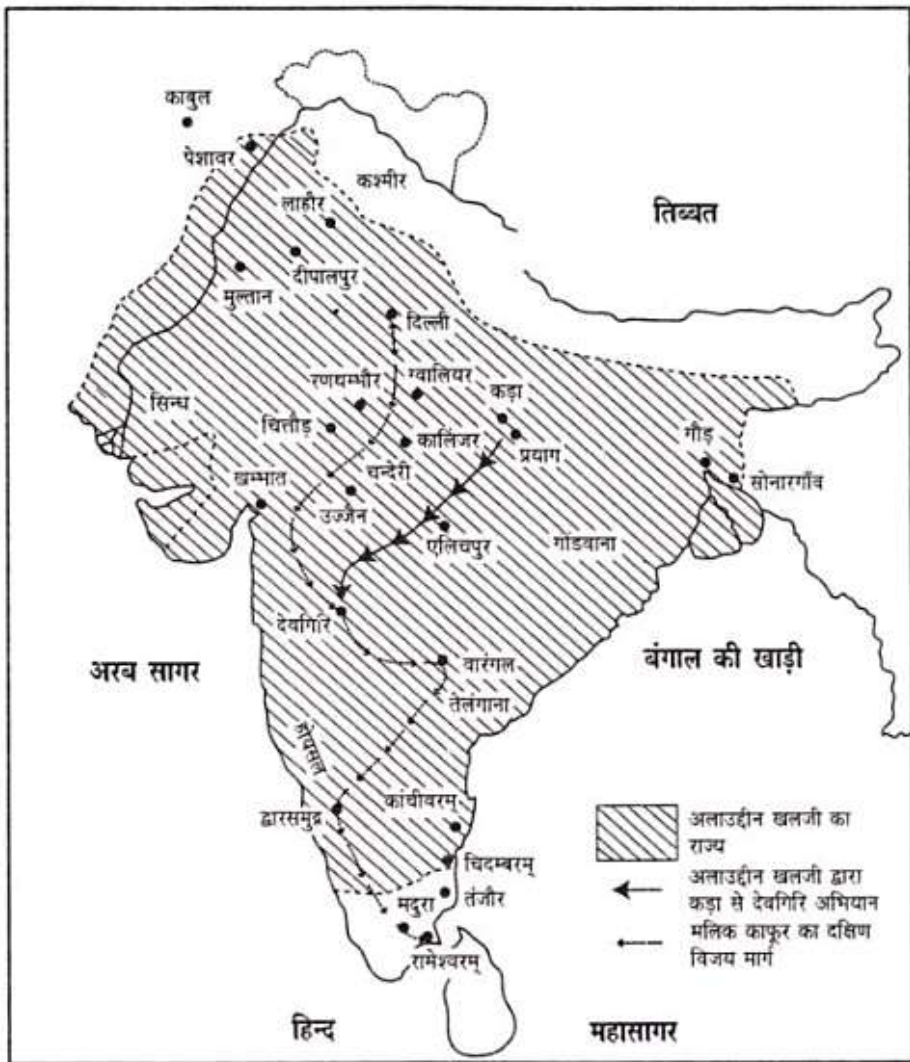 काबुल
पेशावर
कश्मीर
तिब्बत
लाहौर
दीपालपुर
मुल्तान
दिल्ली
रणथम्भौर
ग्वालियर
कड़ा
सिन्ध
चित्तौड़
कालिंजर
प्रयाग
गौड़
सोनारगाँव
खम्भात
चन्देरी
उज्जैन
एलिचपुर
गोंडवाना
देवगिरि
वारंगल
बंगाल की खाड़ी
अरब सागर
तेलंगाना
होयसल
द्वारसमुद्र
कांचीवरम्
चिदम्बरम्
तंजौर
मदुरा
रामेश्वरम्
अलाउद्दीन खलजी का
राज्य
अलाउद्दीन खलजी द्वारा
कड़ा से देवगिरि अभियान
मलिक काफूर का दक्षिण
विजय मार्ग
हिन्द महासागर